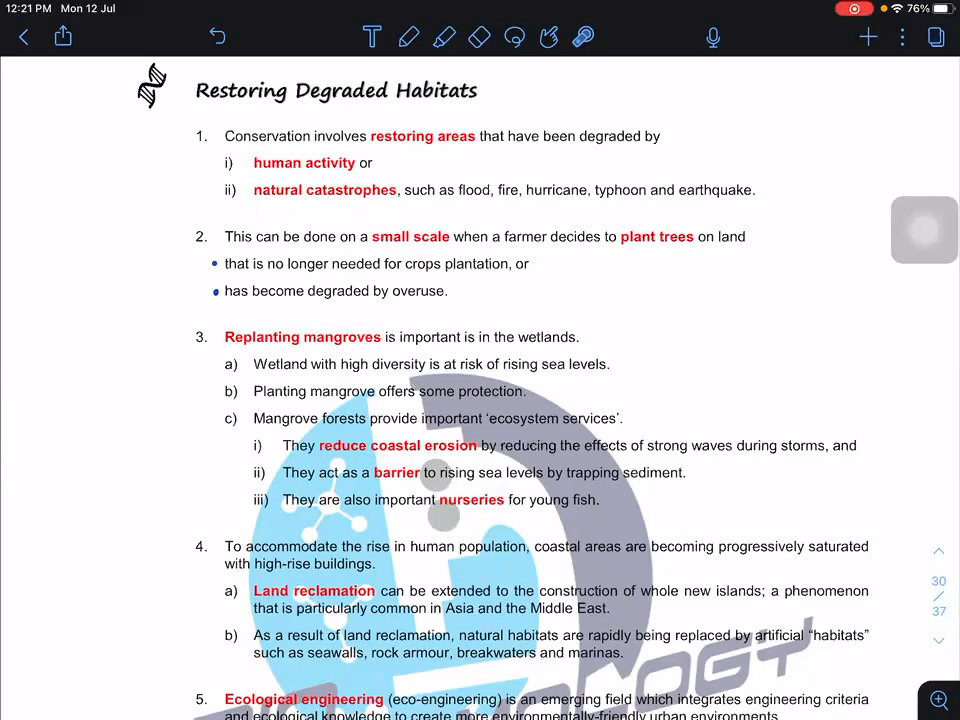 12:21 PM Mon 12 Jul
76%
T
Restoring Degraded Habitats
1. Conservation involves restoring areas that have been degraded by
i) human activity or
ii) natural catastrophes, such as flood, fire, hurricane, typhoon and earthquake.
2. This can be done on a small scale when a farmer decides to plant trees on land
• that is no longer needed for crops plantation, or
• has become degraded by overuse.
3. Replanting mangroves is important is in the wetlands.
a) Wetland with high diversity is at risk of rising sea levels.
b) Planting mangrove offers some protection.
c) Mangrove forests provide important ‘ecosystem services’.
i) They reduce coastal erosion by reducing the effects of strong waves during storms, and
ii) They act as a barrier to rising sea levels by trapping sediment.
iii) They are also important nurseries for young fish.
4. To accommodate the rise in human population, coastal areas are becoming progressively saturated
with high-rise buildings.
a) Land reclamation can be extended to the construction of whole new islands; a phenomenon
that is particularly common in Asia and the Middle East.
b) As a result of land reclamation, natural habitats are rapidly being replaced by artificial “habitats”
such as seawalls, rock armour, breakwaters and marinas.
5. Ecological engineering (eco-engineering) is an emerging field which integrates engineering criteria
and ecological knowledge to create more environmentally-friendly urban environments.
30
/
37